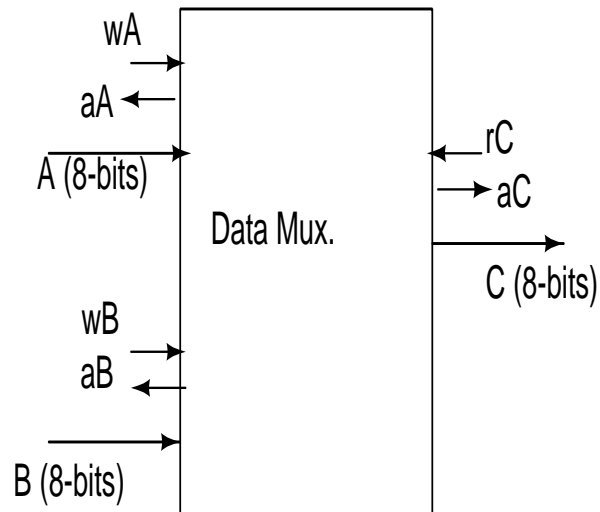 wA
aA
A (8-bits)
rC
aC
Data Mux.
C (8-bits)
wB
aB
B (8-bits)